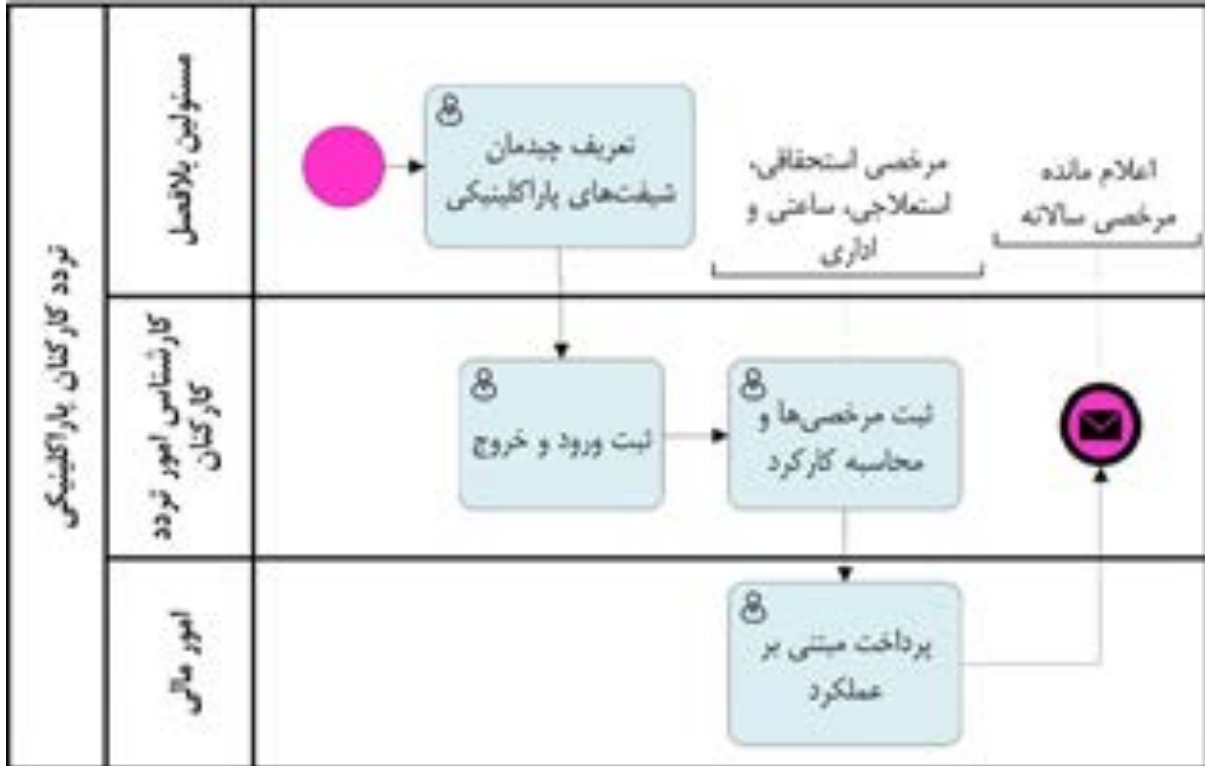 تردد کارکنان پاراکلینیکی
مسئولین بلافصل
تعریف چیدمان
شیفت‌های پاراکلینیکی
مرخصی استحقاقی،
استعلاجی، ساعتی و
اداری
اعلام مانده
مرخصی سالانه
کارشناس امور تردد
کارکنان
ثبت ورود و خروج
ثبت مرخصی‌ها و
محاسبه کارکرد
امور مالی
پرداخت مبتنی بر
عملکرد